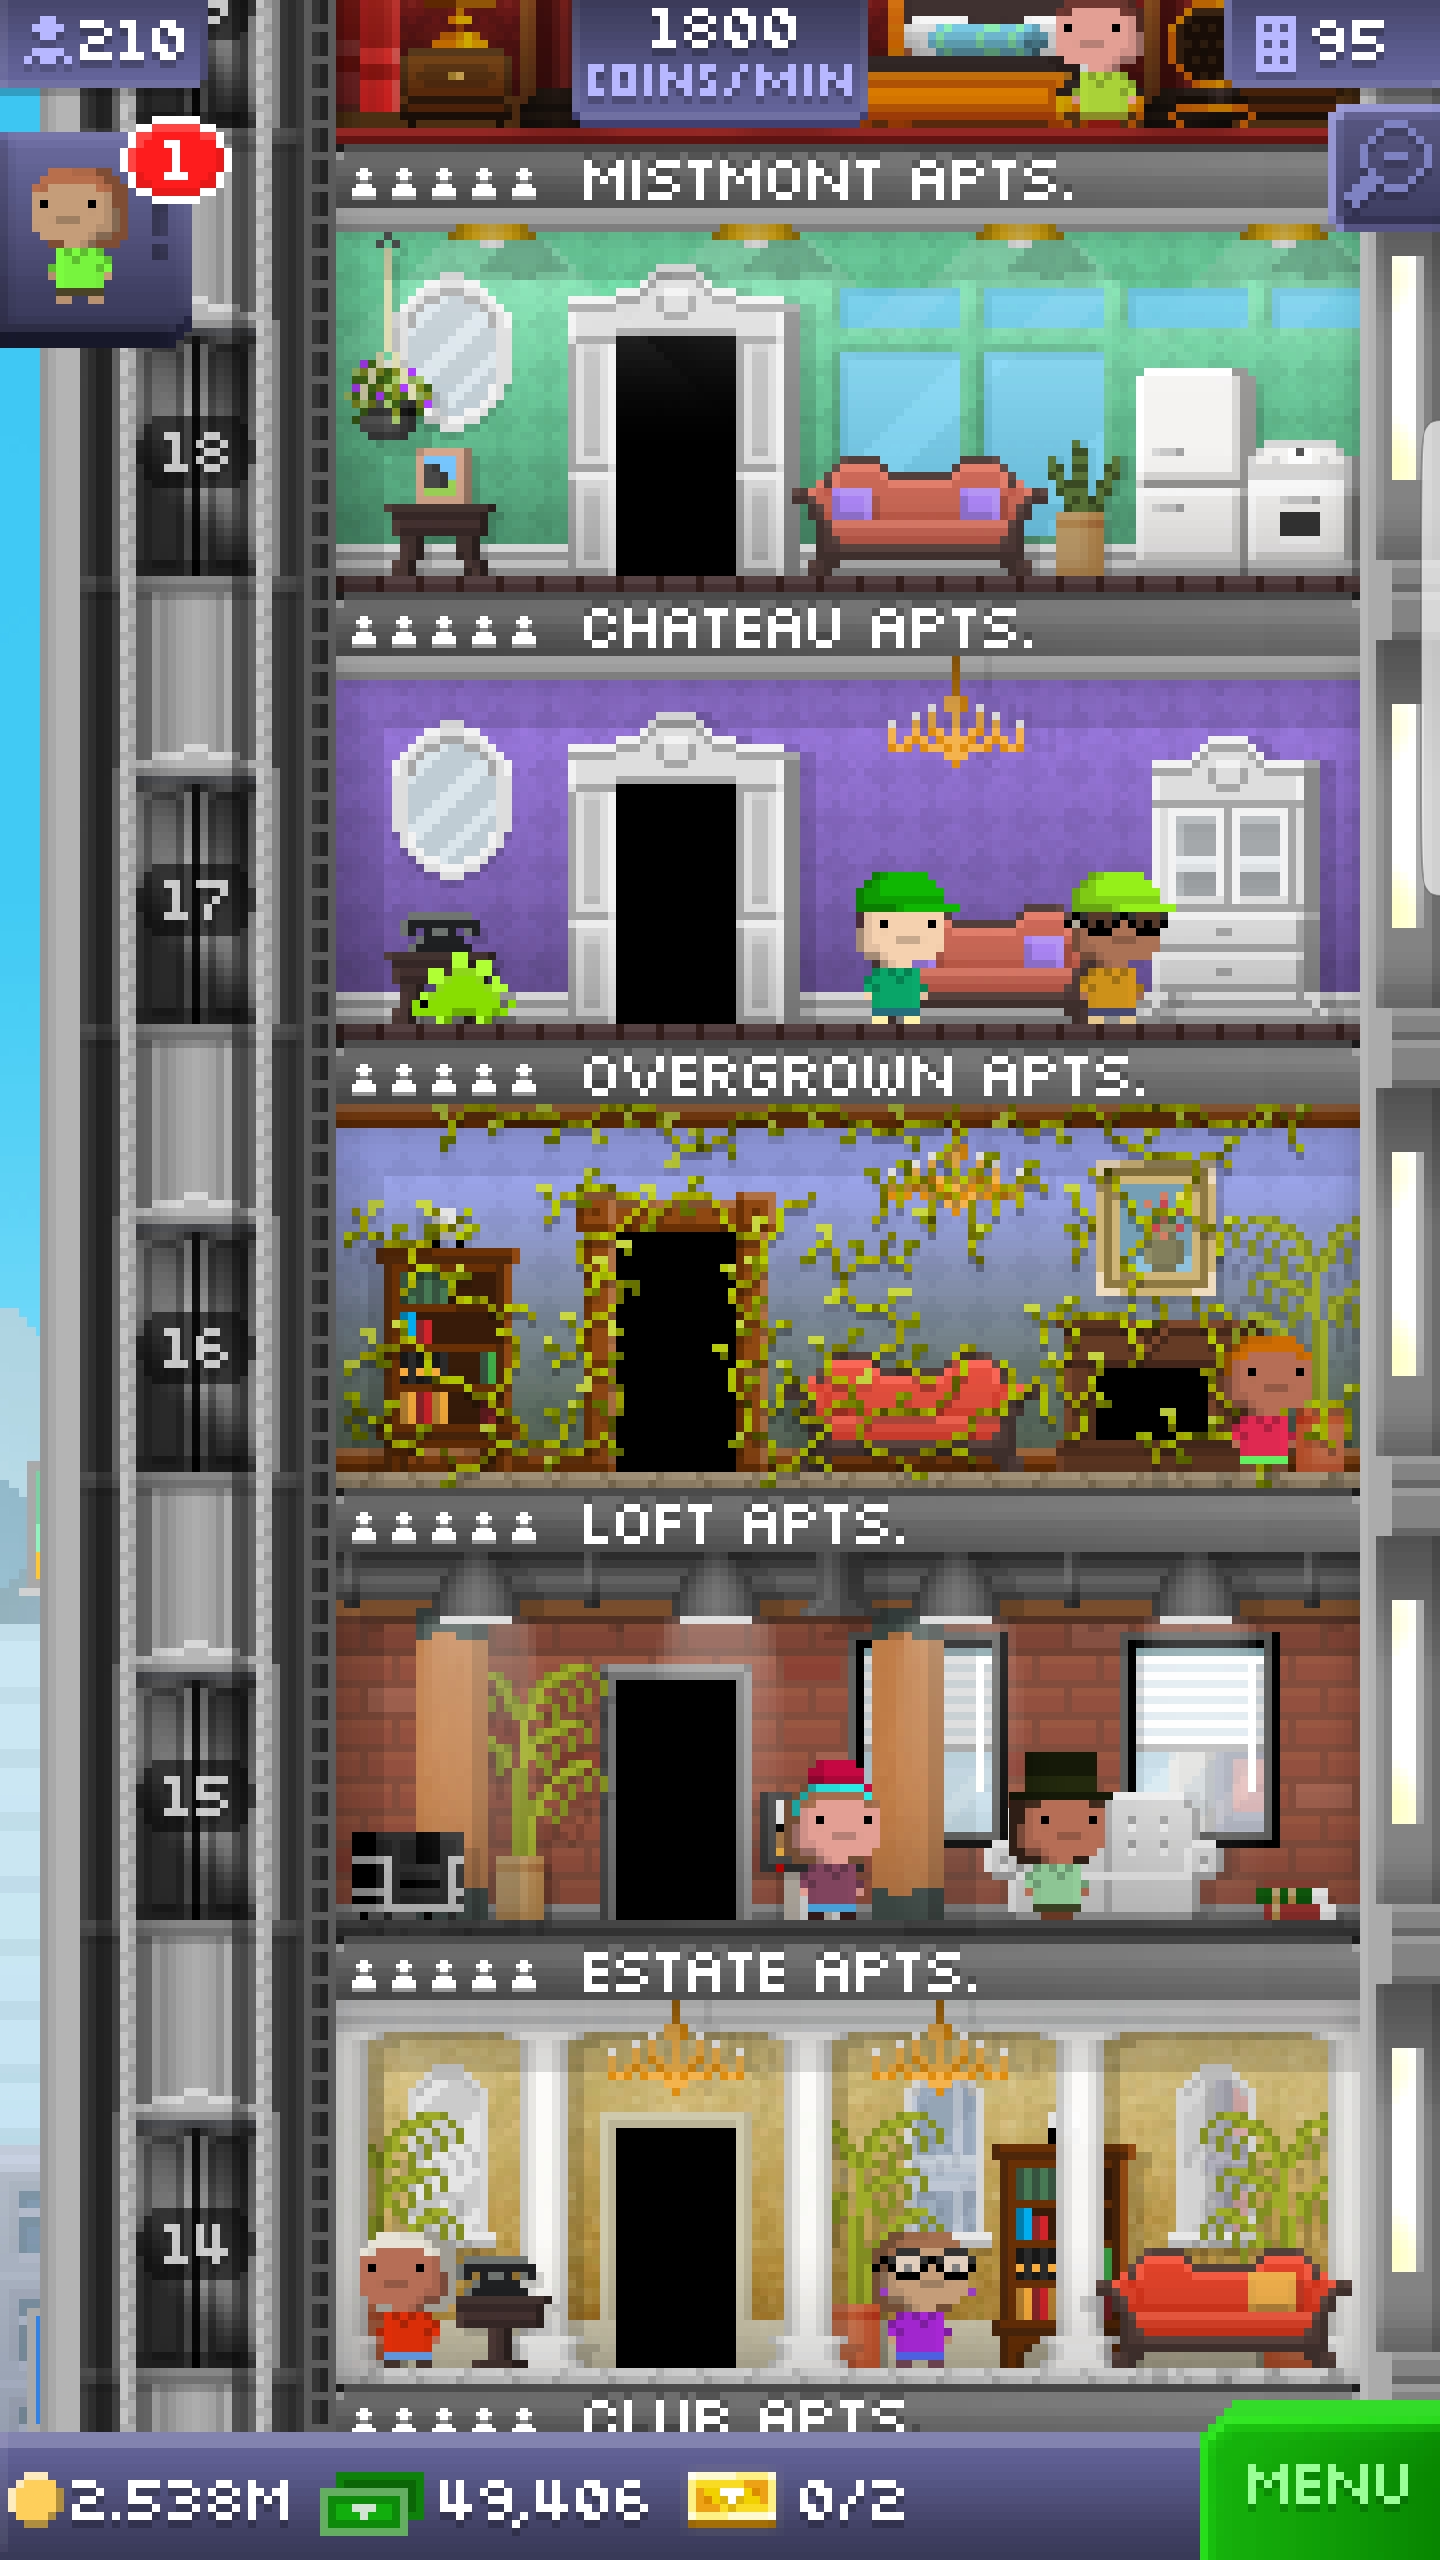 210
1800
COINS/MIN
95
1
MISTMONT APTS.
18
CHATEAU APTS.
17
OVERGROWN APTS.
16
LOFT APTS.
15
ESTATE APTS.
14
CLUB APTS.
2.538M 49,406 0/2
MENU